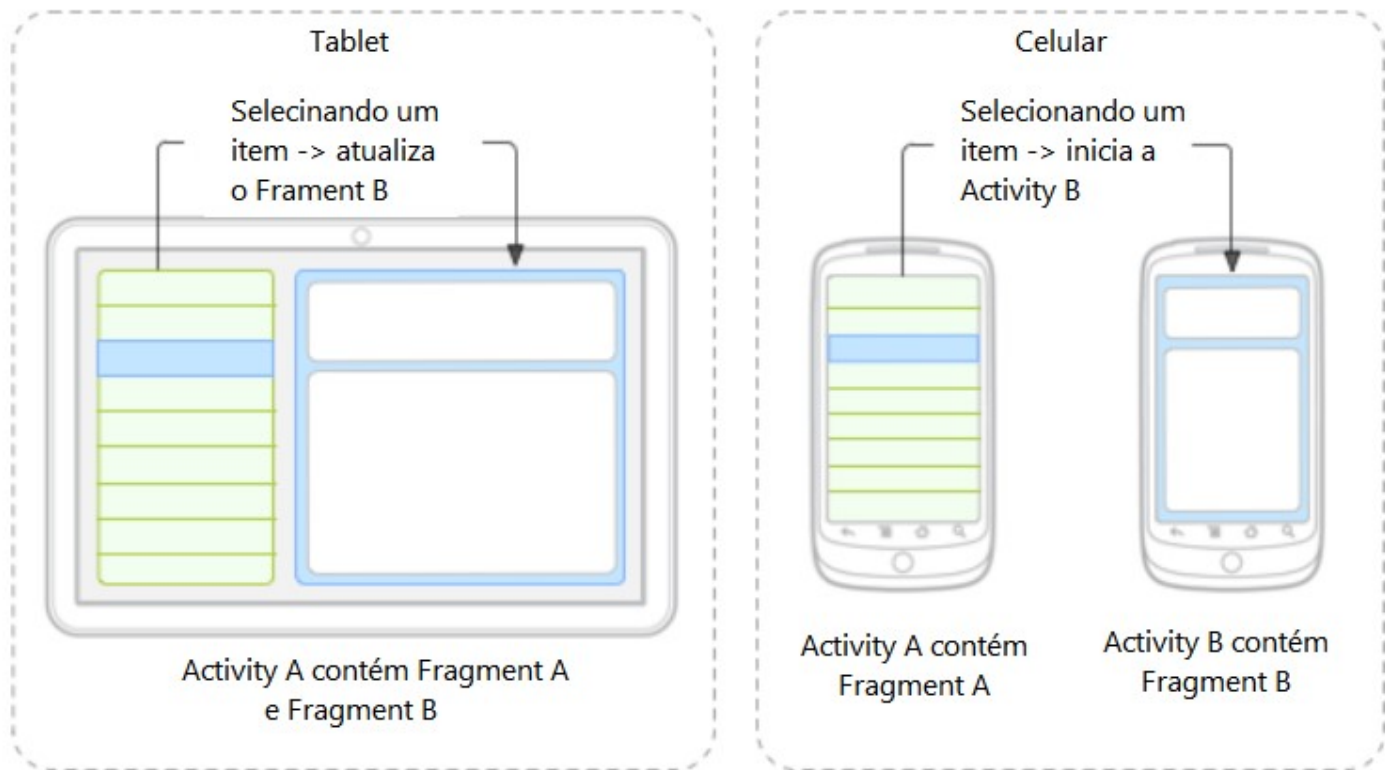 Tablet
Selecinando um
item -> atualiza
o Frament B
Activity A contém Fragment A
e Fragment B
Celular
Selecionando um
item -> inicia a
Activity B
Activity A contém
Fragment A
Activity B contém
Fragment B